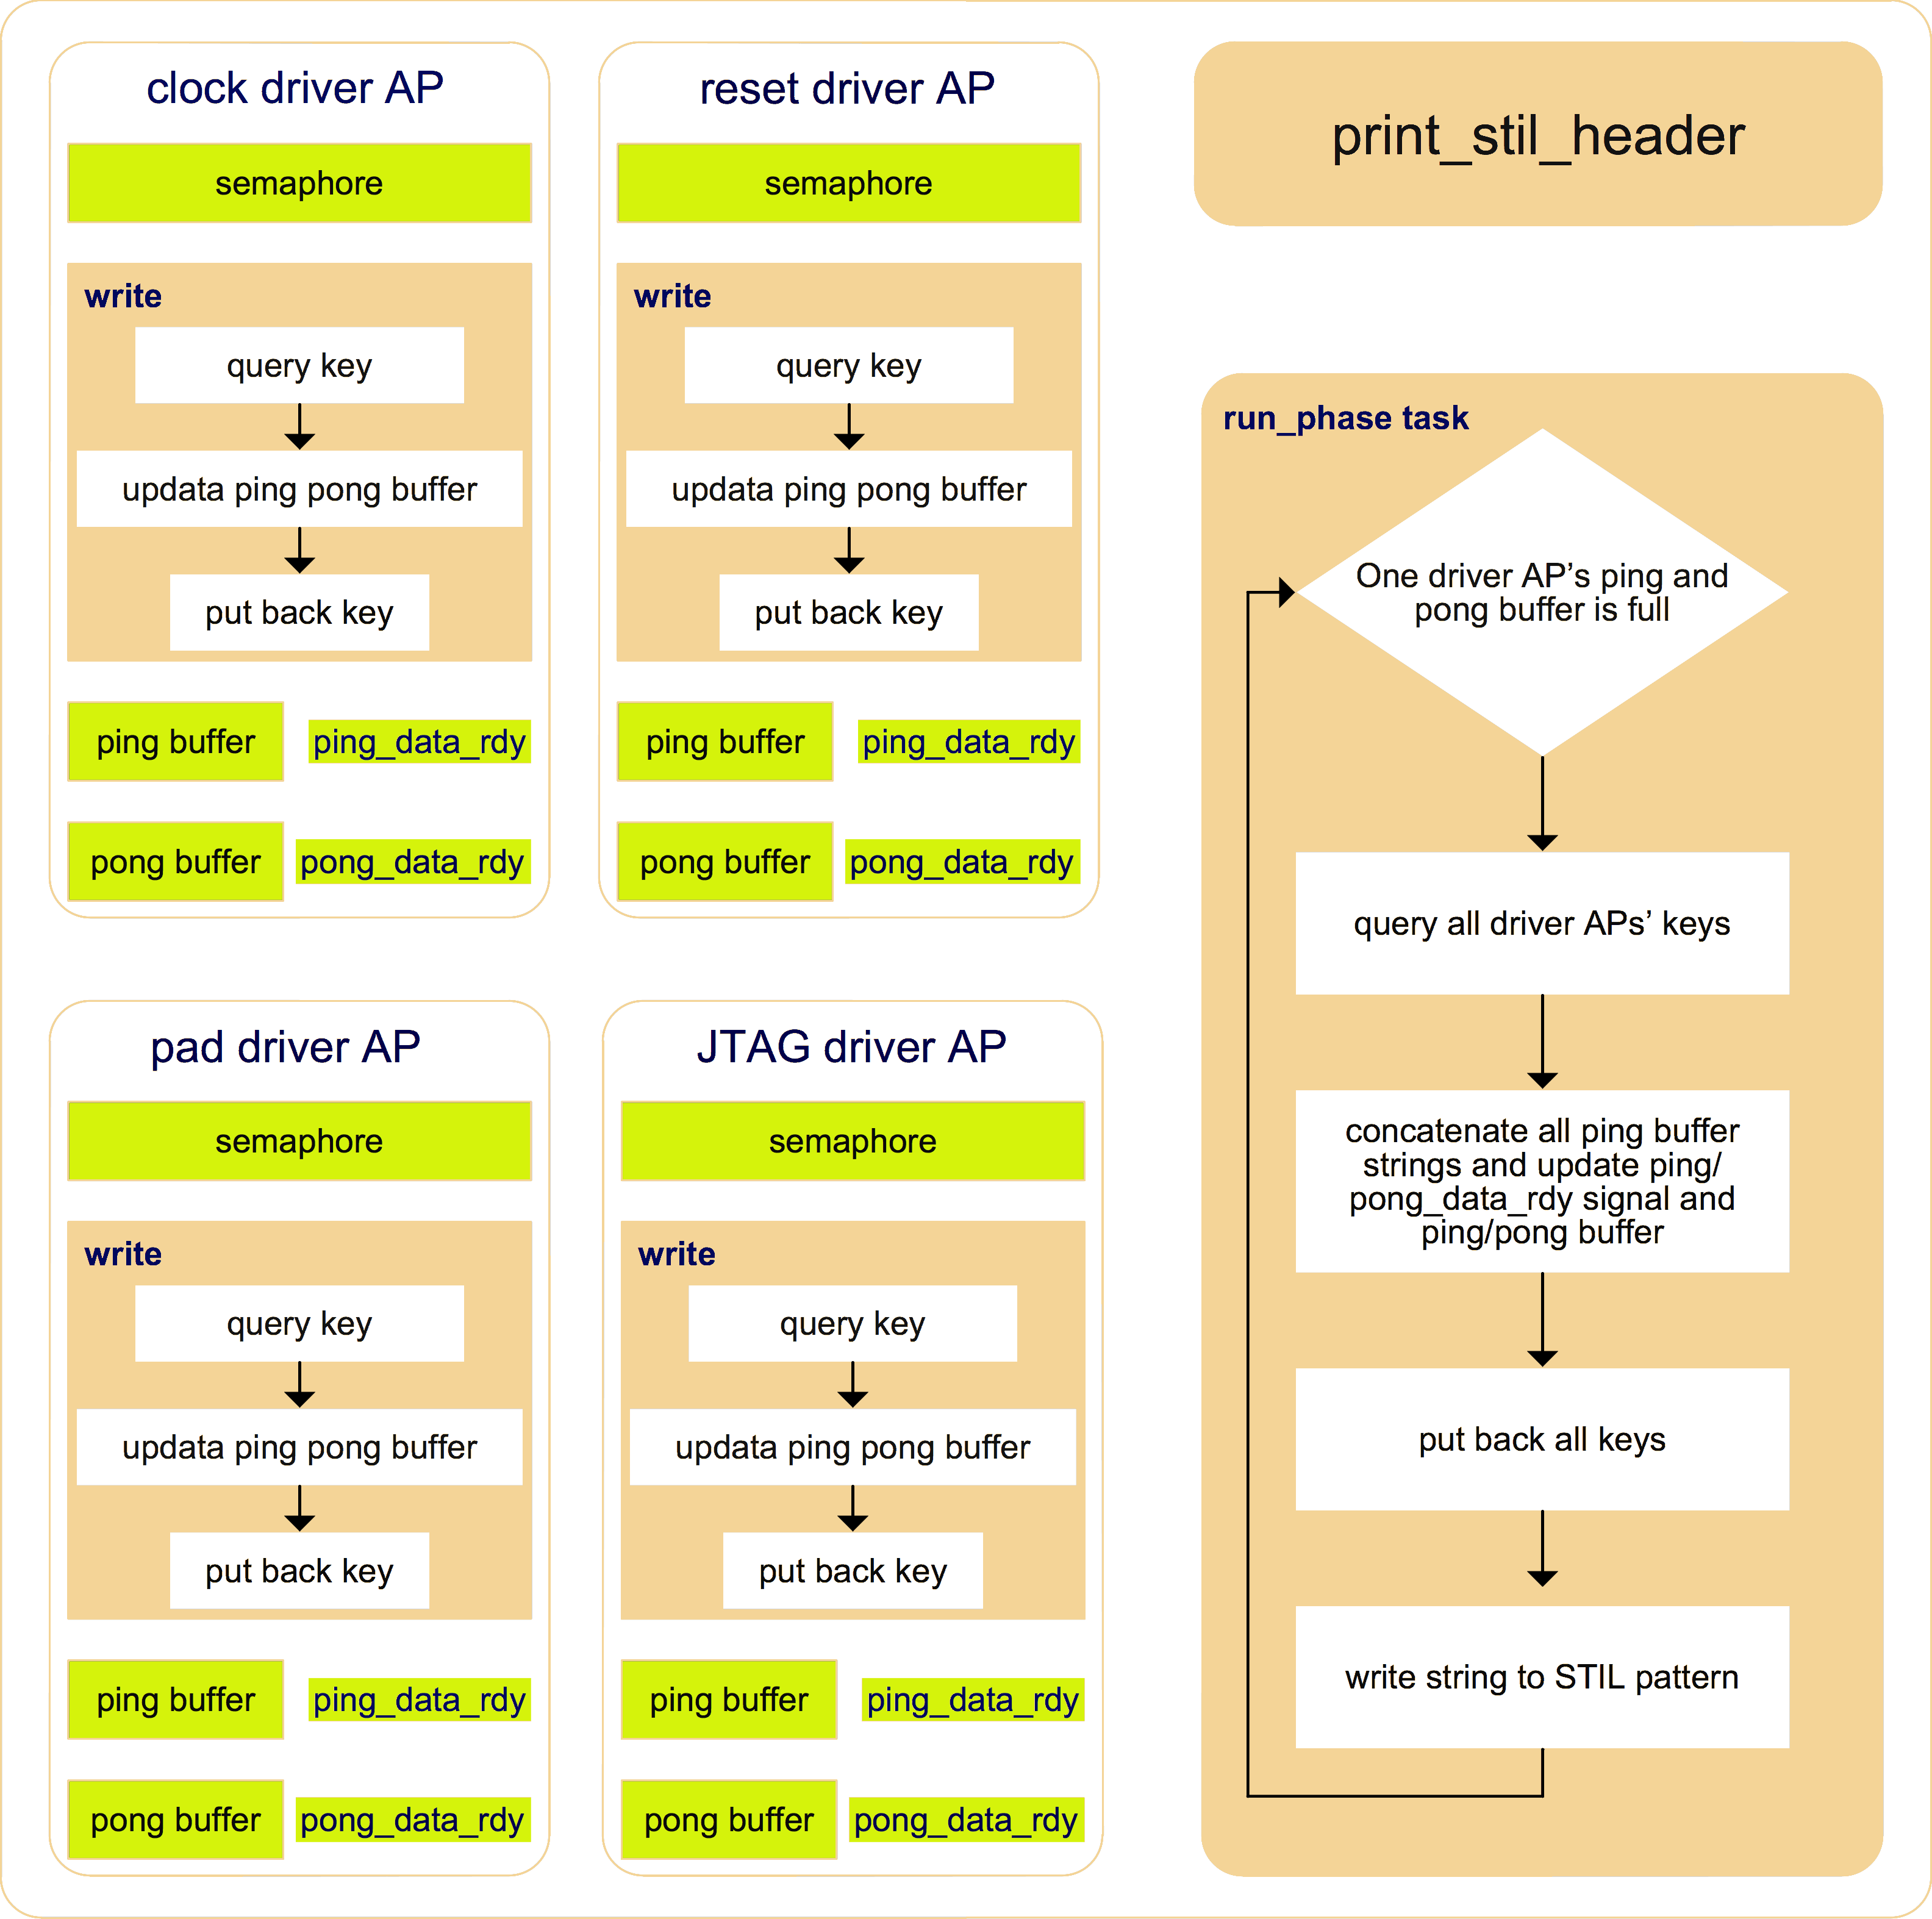 clock driver AP
semaphore
write
query key
updata ping pong buffer
put back key
ping buffer
ping_data_rdy
pong buffer
pong_data_rdy
reset driver AP
semaphore
write
query key
updata ping pong buffer
put back key
ping buffer
ping_data_rdy
pong buffer
pong_data_rdy
pad driver AP
semaphore
write
query key
updata ping pong buffer
put back key
ping buffer
ping_data_rdy
pong buffer
pong_data_rdy
JTAG driver AP
semaphore
write
query key
updata ping pong buffer
put back key
ping buffer
ping_data_rdy
pong buffer
pong_data_rdy
print_stil_header
run_phase task
One driver AP’s ping and
pong buffer is full
query all driver APs’ keys
concatenate all ping buffer
strings and update ping/
pong_data_rdy signal and
ping/pong buffer
put back all keys
write string to STIL pattern